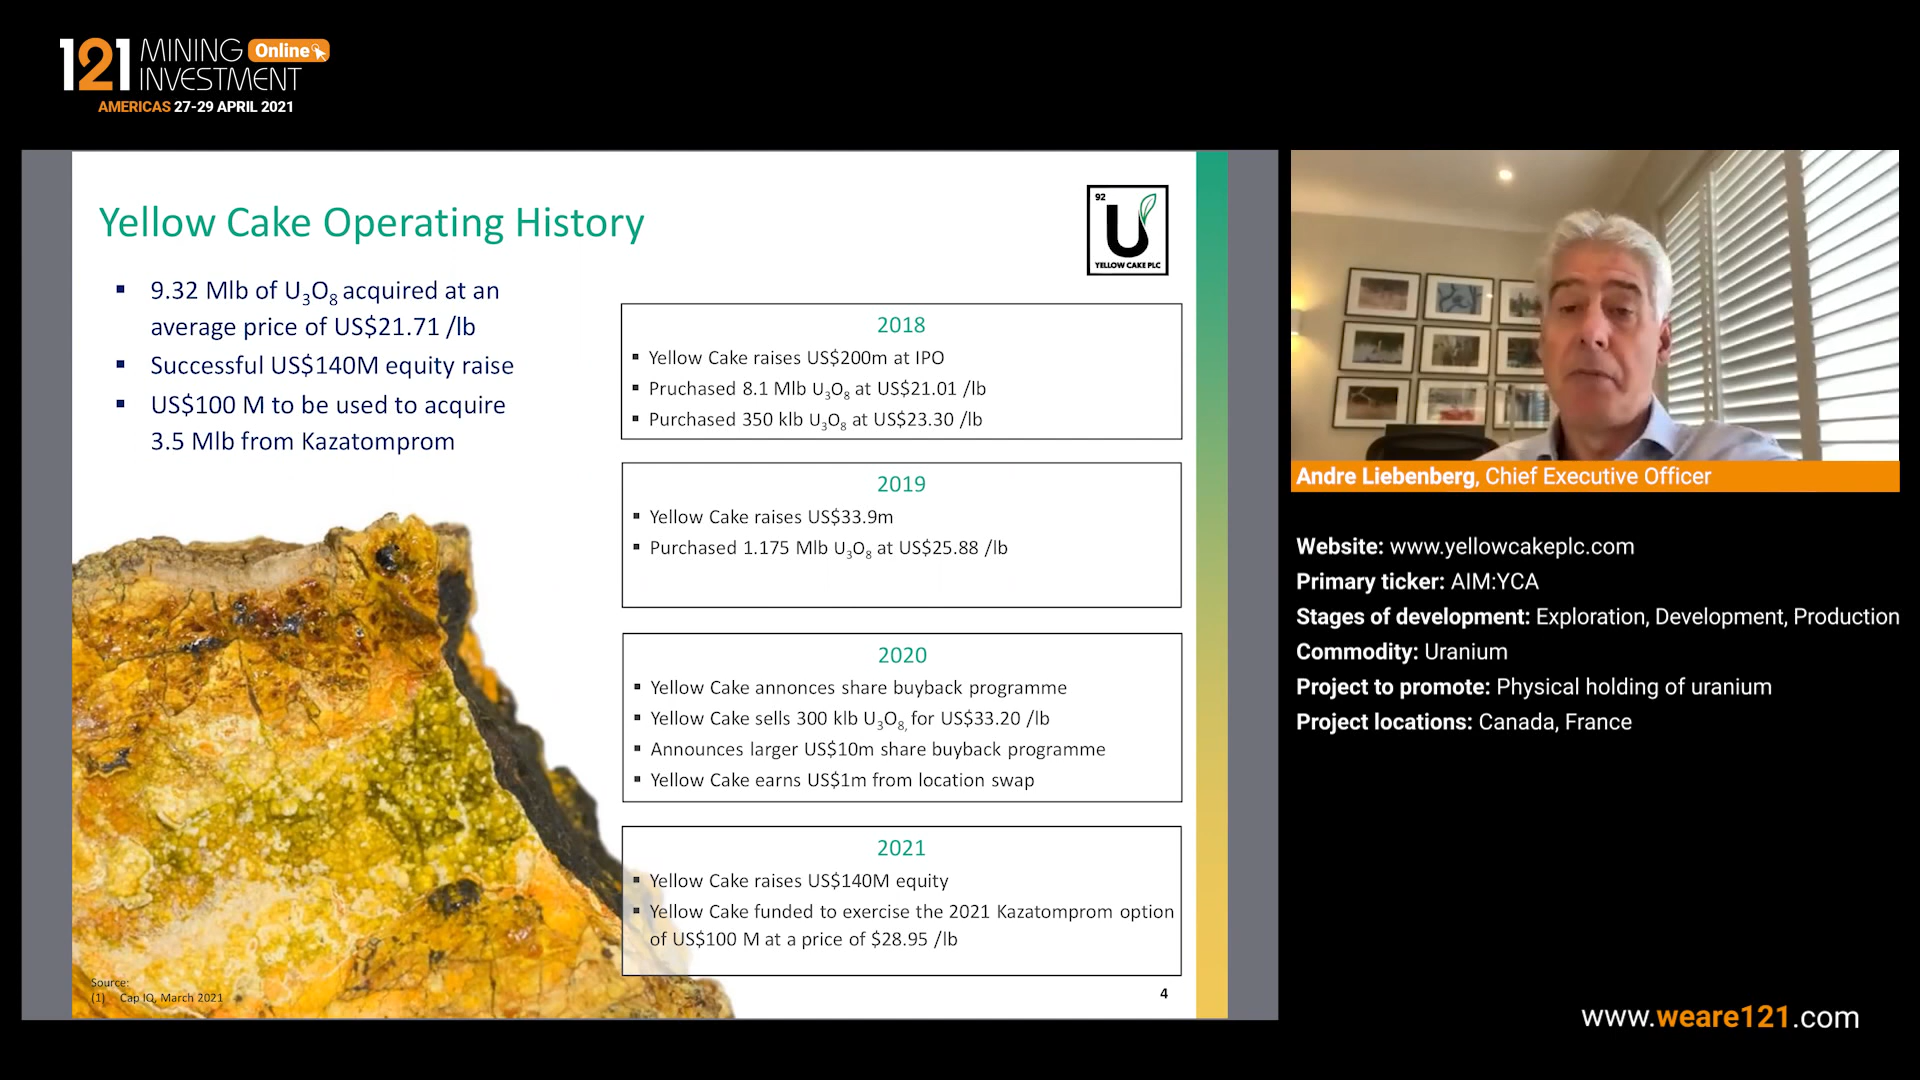 121 MINING Online
INVESTMENT
AMERICAS 27-29 APRIL 2021
Yellow Cake Operating History
92
U
YELLOW CAKE PLC
▪ 9.32 Mlb of U₃O₈ acquired at an
average price of US$21.71 /lb
▪ Successful US$140M equity raise
▪ US$100 M to be used to acquire
3.5 Mlb from Kazatomprom
2018
▪ Yellow Cake raises US$200m at IPO
▪ Pruchased 8.1 Mlb U₃O₈ at US$21.01 /lb
▪ Purchased 350 klb U₃O₈ at US$23.30 /lb
2019
▪ Yellow Cake raises US$33.9m
▪ Purchased 1.175 Mlb U₃O₈ at US$25.88 /lb
2020
▪ Yellow Cake annonces share buyback programme
▪ Yellow Cake sells 300 klb U₃O₈, for US$33.20 /lb
▪ Announces larger US$10m share buyback programme
▪ Yellow Cake earns US$1m from location swap
2021
▪ Yellow Cake raises US$140M equity
▪ Yellow Cake funded to exercise the 2021 Kazatomprom option
of US$100 M at a price of $28.95 /lb
Source:
(1) Cap IQ, March 2021
4
Andre Liebenberg, Chief Executive Officer
Website: www.yellowcakeplc.com
Primary ticker: AIM:YCA
Stages of development: Exploration, Development, Production
Commodity: Uranium
Project to promote: Physical holding of uranium
Project locations: Canada, France
www.weare121.com